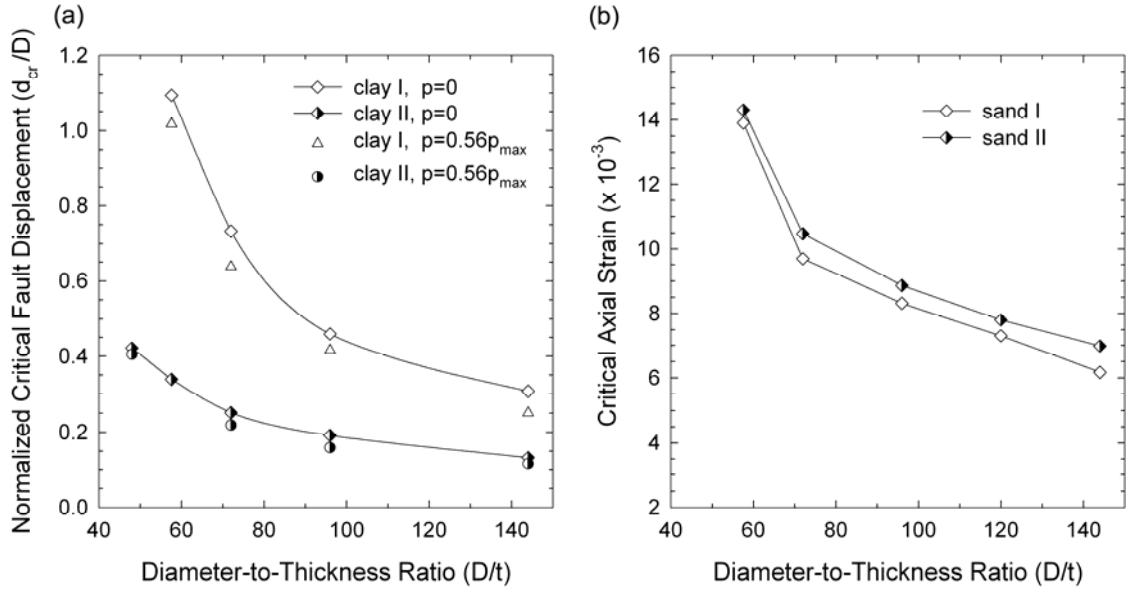 (a)
Normalized Critical Fault Displacement (d_cr /D)
1.2
1.0
0.8
0.6
0.4
0.2
0.0
clay I, p=0
clay II, p=0
clay I, p=0.56p_max
clay II, p=0.56p_max
40 60 80 100 120 140
Diameter-to-Thickness Ratio (D/t)
(b)
Critical Axial Strain (x 10^-3)
16
14
12
10
8
6
4
2
sand I
sand II
40 60 80 100 120 140
Diameter-to-Thickness Ratio (D/t)